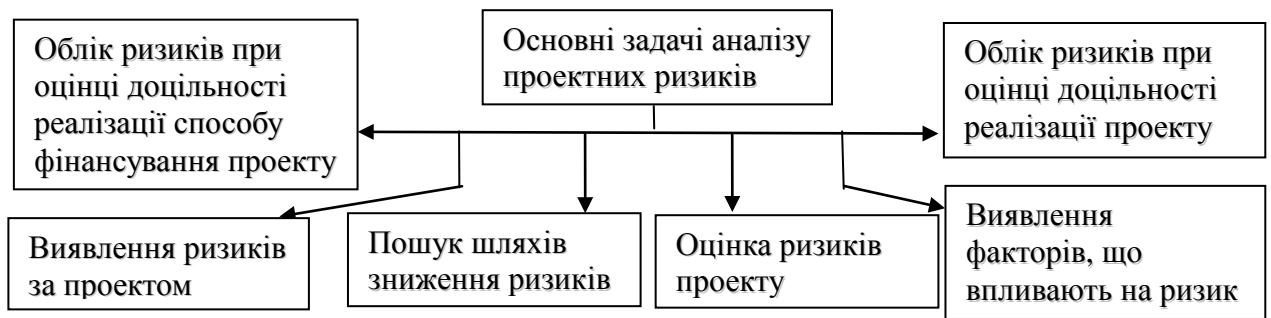 Облік ризиків при
оцінці доцільності
реалізації способу
фінансування проекту
Основні задачі аналізу
проектних ризиків
Облік ризиків при
оцінці доцільності
реалізації проекту
Виявлення ризиків
за проектом
Пошук шляхів
зниження ризиків
Оцінка ризиків
проекту
Виявлення
факторів, що
впливають на ризик